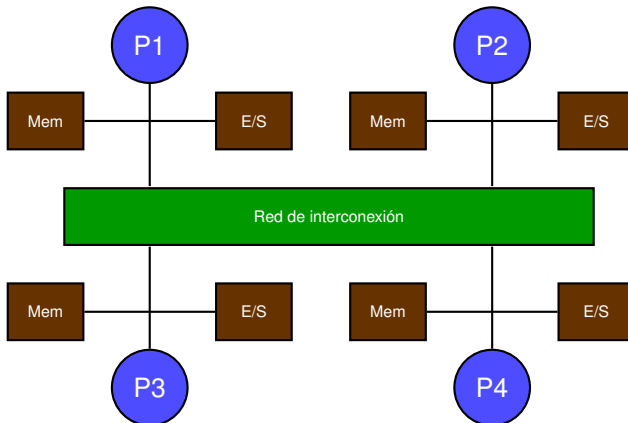 P1
P2
Mem
E/S
Mem
E/S
Red de interconexión
Mem
E/S
Mem
E/S
P3
P4